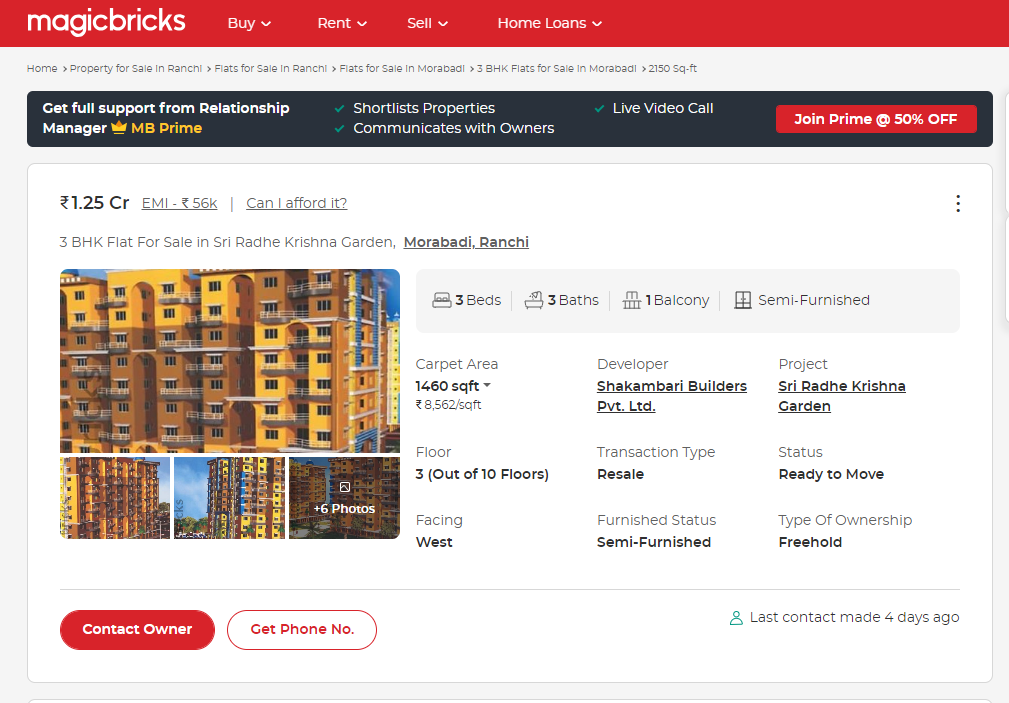 magicbricks Buy Rent Sell Home Loans
Home > Property for Sale in Ranchi > Flats for Sale in Ranchi > Flats for Sale in Morabadi > 3 BHK Flats for Sale in Morabadi > 2150 Sq-ft
Get full support from Relationship
Manager MB Prime
Shortlists Properties
Communicates with Owners
Live Video Call
Join Prime @ 50% OFF
₹1.25 Cr EMI - ₹ 56k | Can I afford it?
3 BHK Flat For Sale in Sri Radhe Krishna Garden, Morabadi, Ranchi
+6 Photos
3 Beds 3 Baths 1 Balcony Semi-Furnished
Carpet Area
1460 sqft
₹ 8,562/sqft
Developer
Shakambari Builders
Pvt. Ltd.
Project
Sri Radhe Krishna
Garden
Floor
3 (Out of 10 Floors)
Transaction Type
Resale
Status
Ready to Move
Facing
West
Furnished Status
Semi-Furnished
Type Of Ownership
Freehold
Contact Owner
Get Phone No.
Last contact made 4 days ago